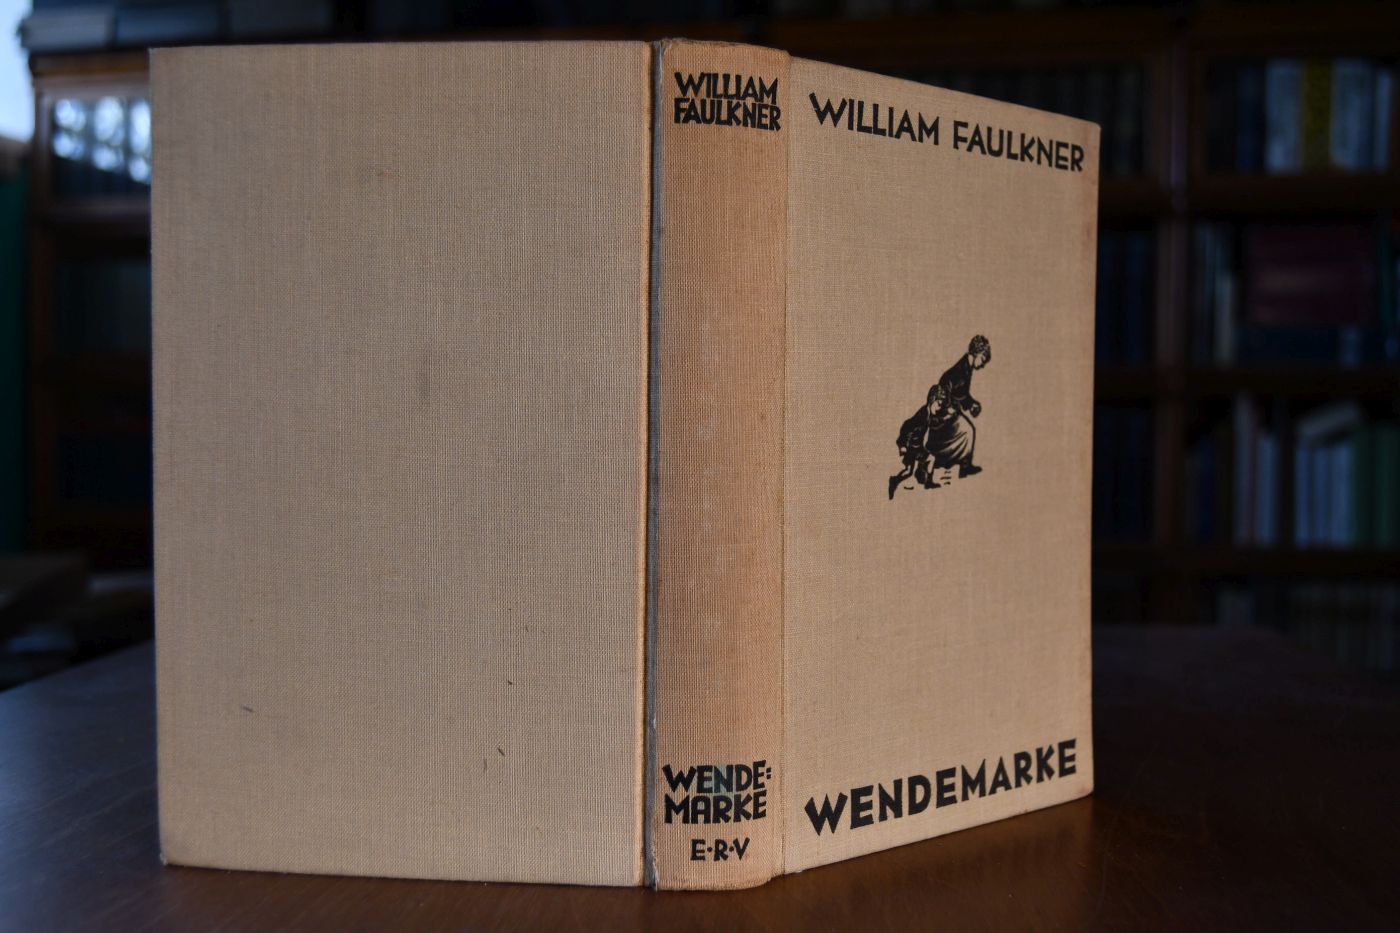 WILLIAM
FAULKNER
WENDE=
MARKE
E·R·V
WILLIAM FAULKNER
WENDEMARKE